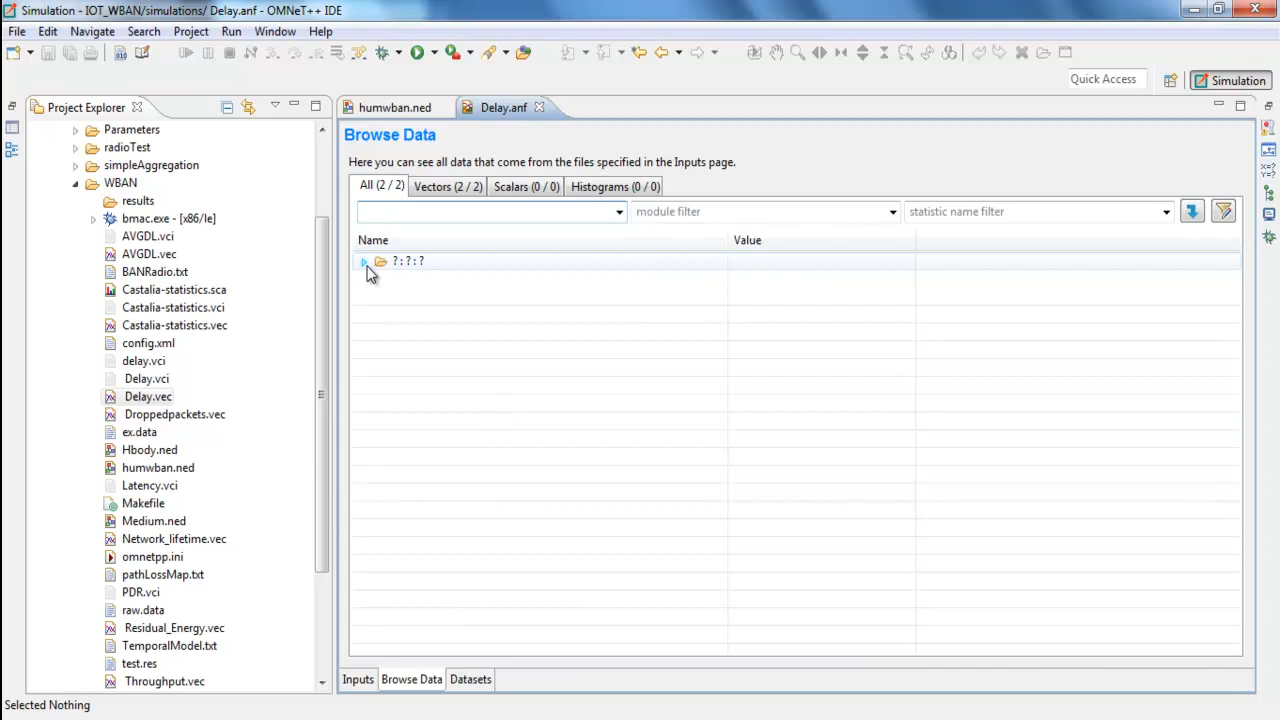 Simulation - IOT_WBAN/simulations/ Delay.anf - OMNeT++ IDE
File Edit Navigate Search Project Run Window Help
Quick Access
Simulation
Project Explorer
Parameters
radioTest
simpleAggregation
WBAN
results
bmac.exe - [x86/le]
AVGDL.vci
AVGDL.vec
BANRadio.txt
Castalia-statistics.sca
Castalia-statistics.vci
Castalia-statistics.vec
config.xml
delay.vci
Delay.vci
Delay.vec
Droppedpackets.vec
ex.data
Hbody.ned
humwban.ned
Latency.vci
Makefile
Medium.ned
Network_lifetime.vec
omnetpp.ini
pathLossMap.txt
PDR.vci
raw.data
Residual_Energy.vec
TemporalModel.txt
test.res
Throughput.vec
humwban.ned
Delay.anf
Browse Data
Here you can see all data that come from the files specified in the Inputs page.
All (2 / 2) Vectors (2 / 2) Scalars (0 / 0) Histograms (0 / 0)
module filter
statistic name filter
Name Value
?:?:?
Inputs Browse Data Datasets
Selected Nothing